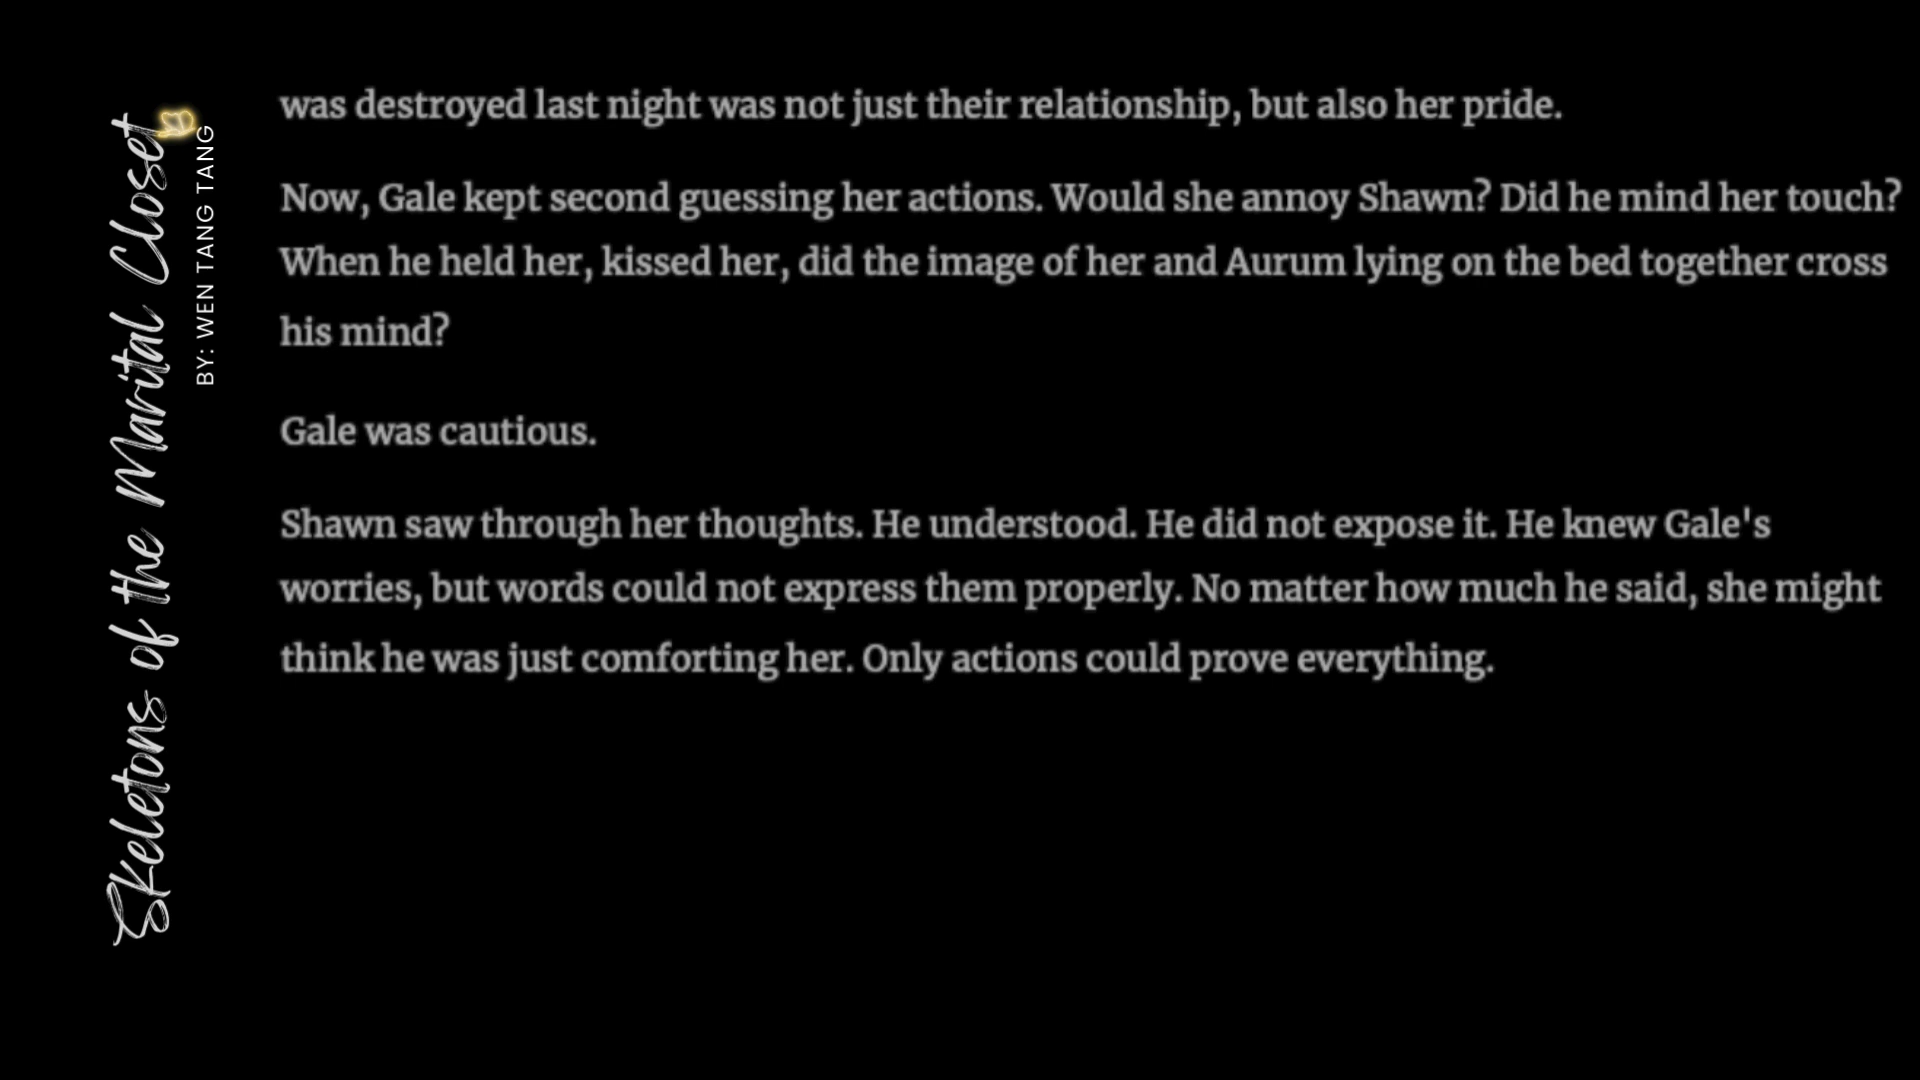 Skeletons of the Marital Closet
BY: WEN TANG TANG
was destroyed last night was not just their relationship, but also her pride.
Now, Gale kept second guessing her actions. Would she annoy Shawn? Did he mind her touch?
When he held her, kissed her, did the image of her and Aurum lying on the bed together cross
his mind?
Gale was cautious.
Shawn saw through her thoughts. He understood. He did not expose it. He knew Gale's
worries, but words could not express them properly. No matter how much he said, she might
think he was just comforting her. Only actions could prove everything.